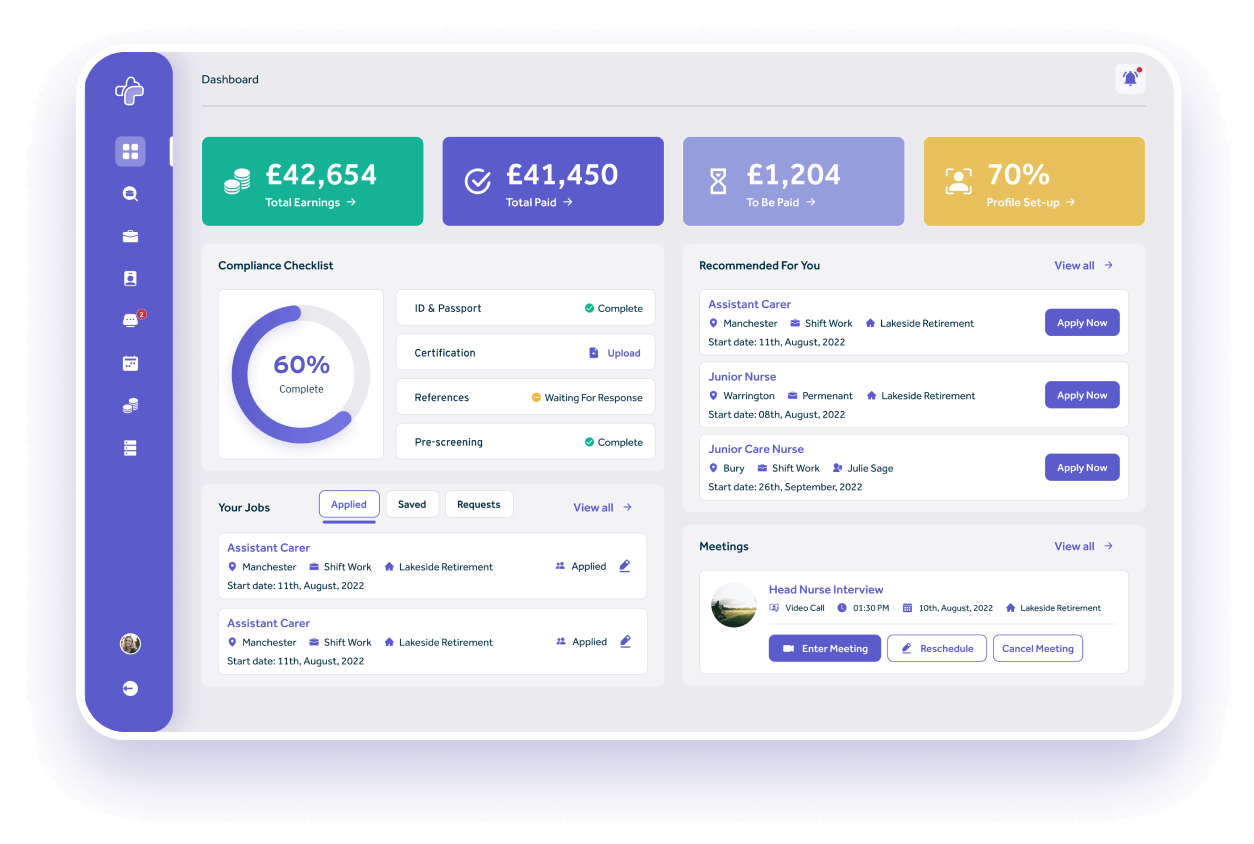 Dashboard
£42,654
Total Earnings
£41,450
Total Paid
£1,204
To Be Paid
70%
Profile Set-up
2
Compliance Checklist
60%
Complete
ID & Passport Complete
Certification Upload
References Waiting For Response
Pre-screening Complete
Your Jobs Applied Saved Requests View all
Assistant Carer
Manchester Shift Work Lakeside Retirement Applied
Start date: 11th, August, 2022
Assistant Carer
Manchester Shift Work Lakeside Retirement Applied
Start date: 11th, August, 2022
Recommended For You View all
Assistant Carer
Manchester Shift Work Lakeside Retirement
Start date: 11th, August, 2022
Apply Now
Junior Nurse
Warrington Permenant Lakeside Retirement
Start date: 08th, August, 2022
Apply Now
Junior Care Nurse
Bury Shift Work Julie Sage
Start date: 26th, September, 2022
Apply Now
Meetings View all
Head Nurse Interview
Video Call 01:30 PM 10th, August, 2022 Lakeside Retirement
Enter Meeting Reschedule Cancel Meeting